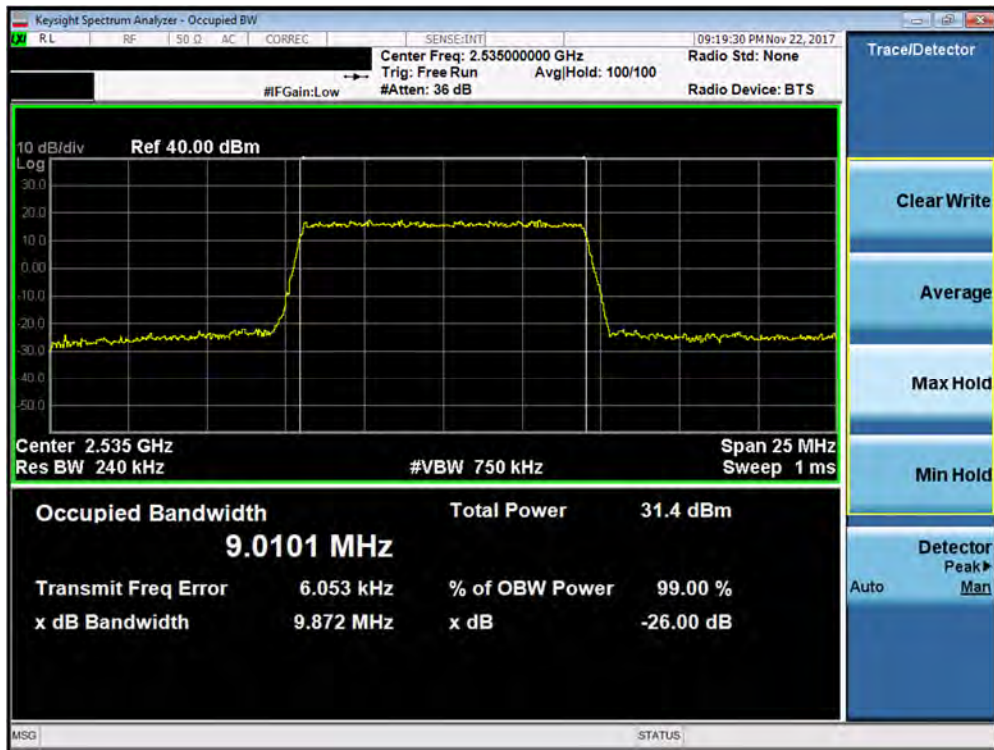 Keysight Spectrum Analyzer - Occupied BW
LXI RL RF 50 Ω AC CORREC SENSE:INT 09:19:30 PM Nov 22, 2017
Center Freq: 2.535000000 GHz Radio Std: None
Trig: Free Run Avg|Hold: 100/100
#IFGain:Low #Atten: 36 dB Radio Device: BTS
Trace/Detector
10 dB/div Ref 40.00 dBm
Log
30.0
20.0
10.0
0.00
-10.0
-20.0
-30.0
-40.0
-50.0
Center 2.535 GHz Span 25 MHz
Res BW 240 kHz #VBW 750 kHz Sweep 1 ms
Clear Write
Average
Max Hold
Min Hold
Detector
Peak▶
Auto Man
Occupied Bandwidth Total Power 31.4 dBm
9.0101 MHz
Transmit Freq Error 6.053 kHz % of OBW Power 99.00 %
x dB Bandwidth 9.872 MHz x dB -26.00 dB
MSG STATUS